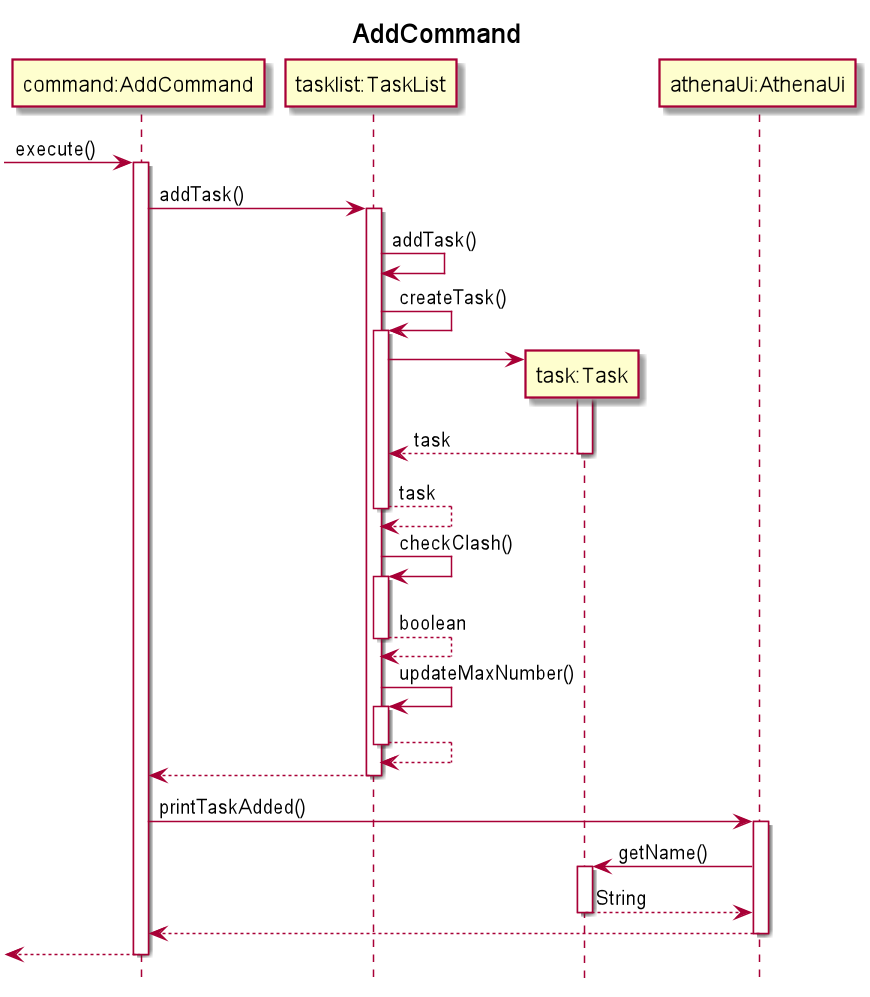 AddCommand
command:AddCommand
tasklist:TaskList
athenaUi:AthenaUi
execute()
addTask()
addTask()
createTask()
task:Task
task
task
checkClash()
boolean
updateMaxNumber()
printTaskAdded()
getName()
String